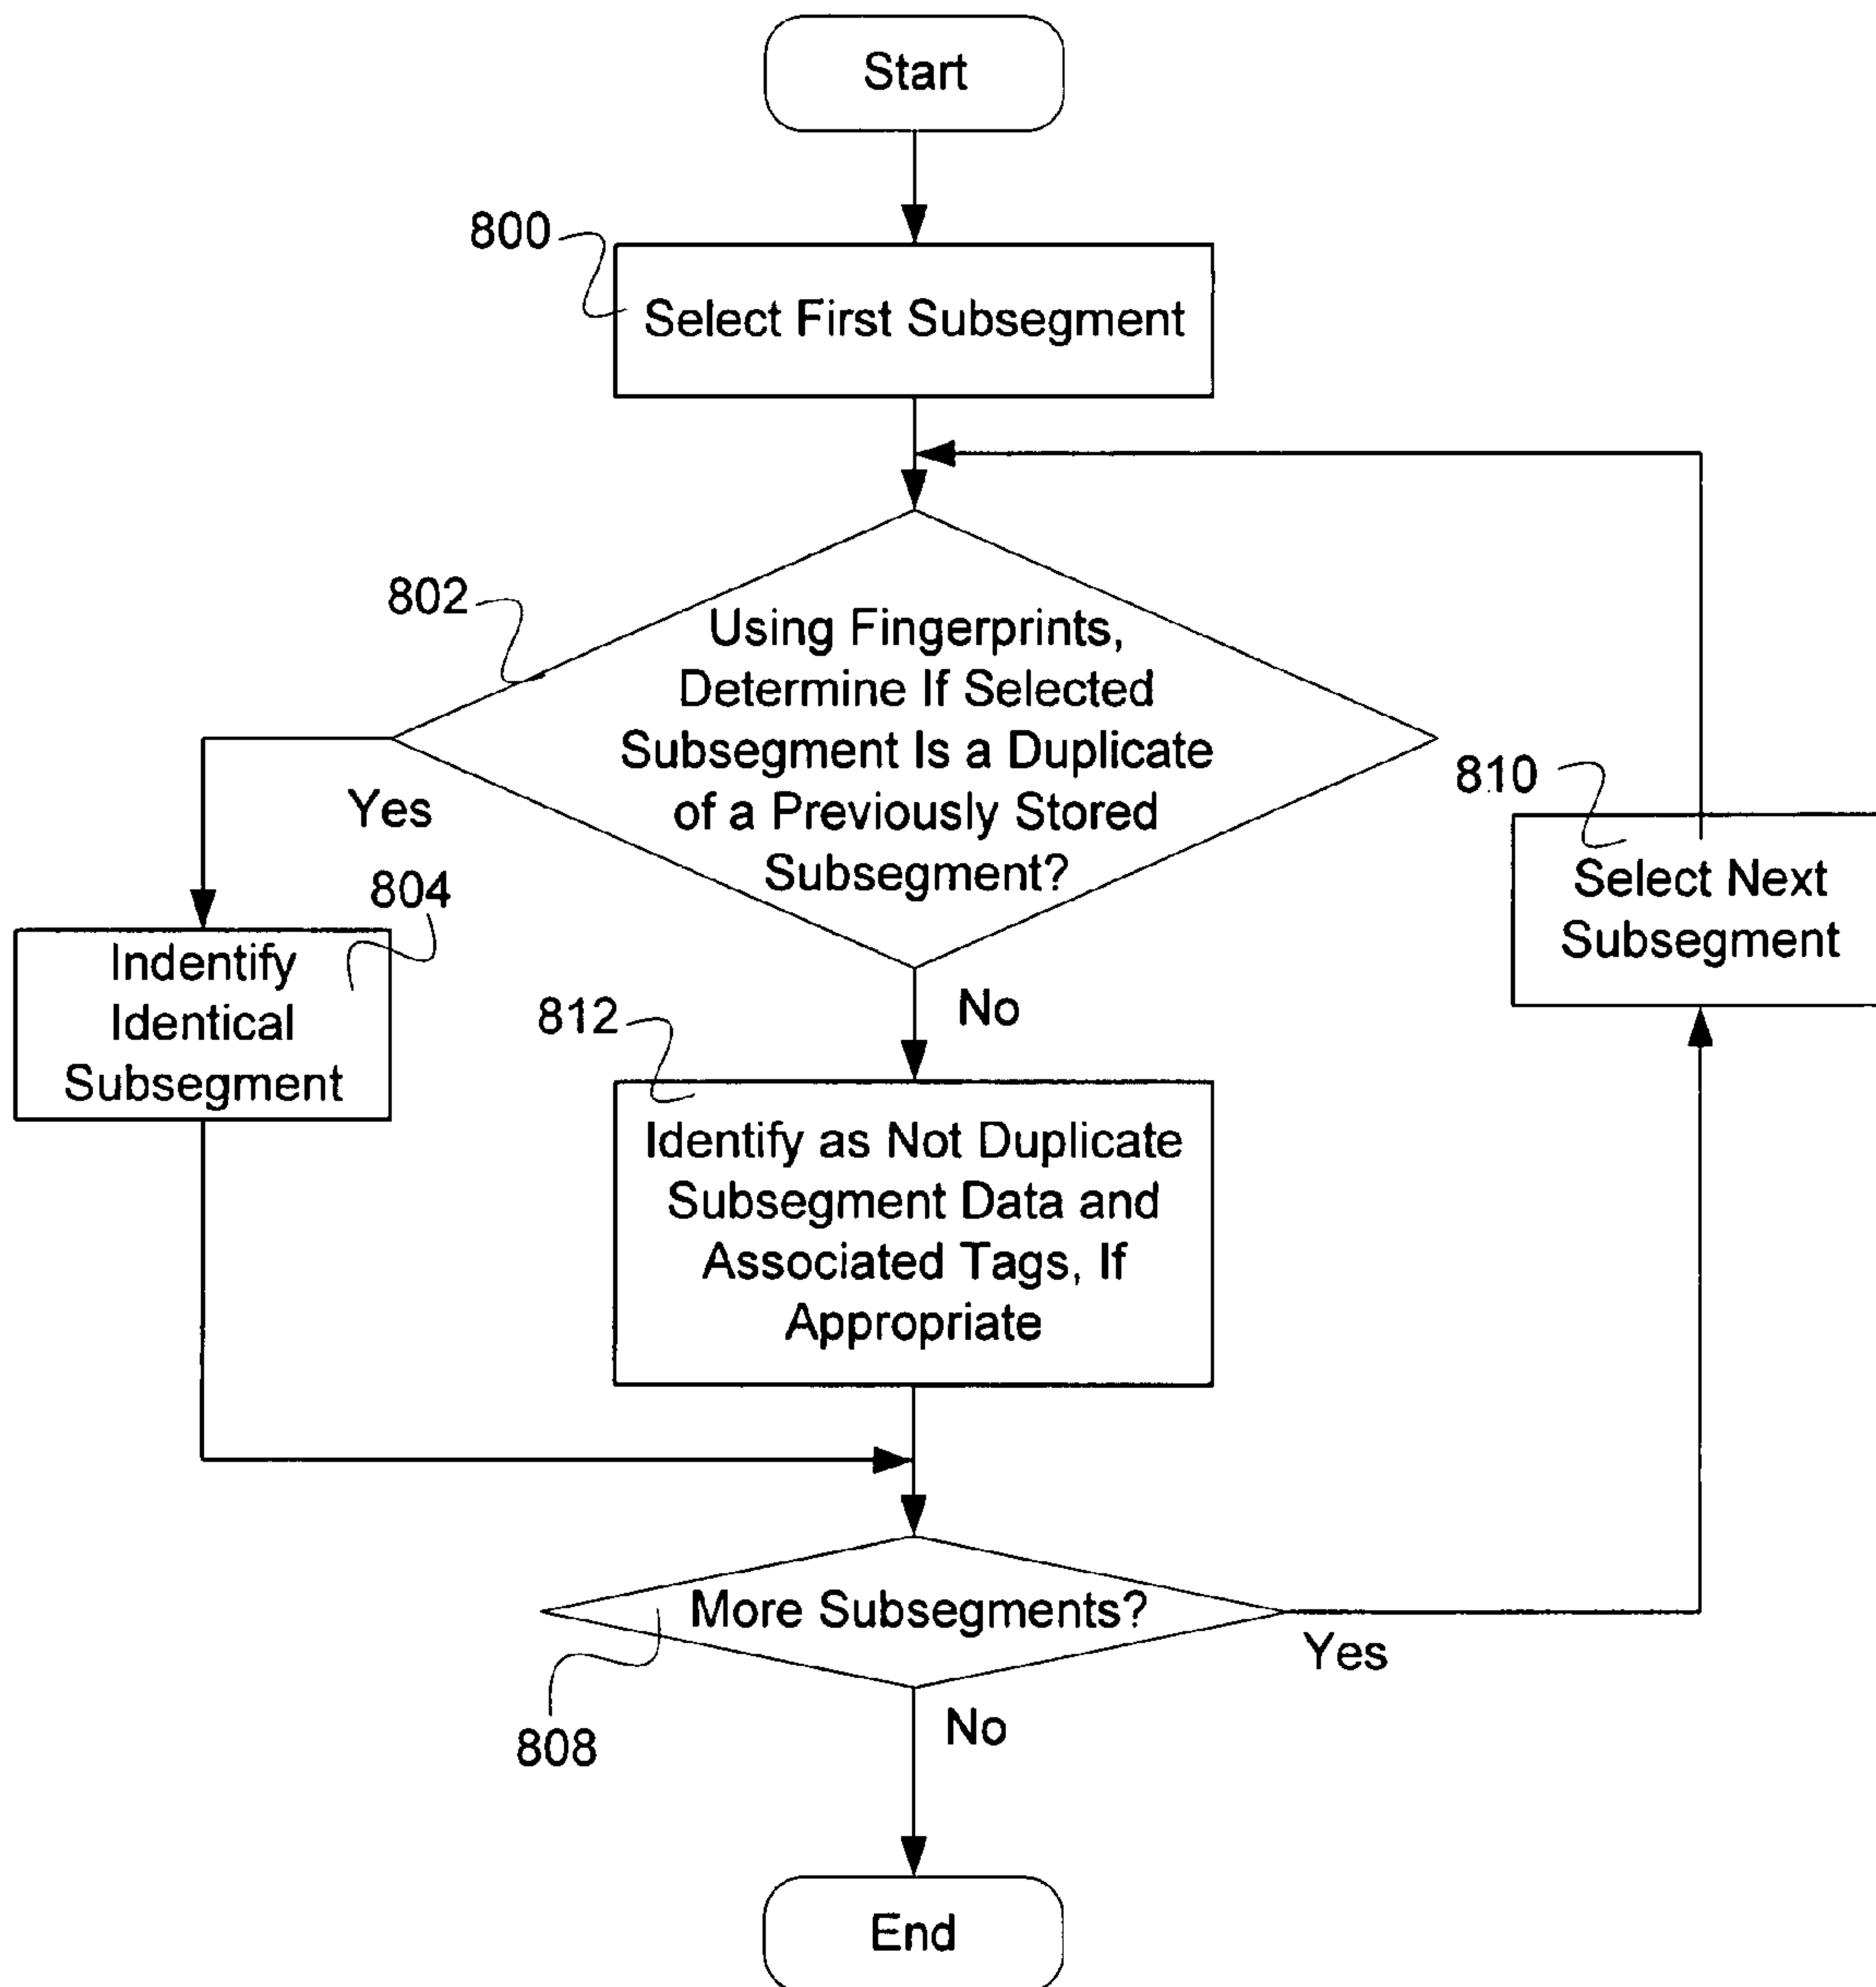 Start
800
Select First Subsegment
802
Using Fingerprints,
Determine If Selected
Subsegment Is a Duplicate
of a Previously Stored
Subsegment?
Yes
804
Indentify
Identical
Subsegment
810
Select Next
Subsegment
No
812
Identify as Not Duplicate
Subsegment Data and
Associated Tags, If
Appropriate
More Subsegments?
Yes
808
No
End